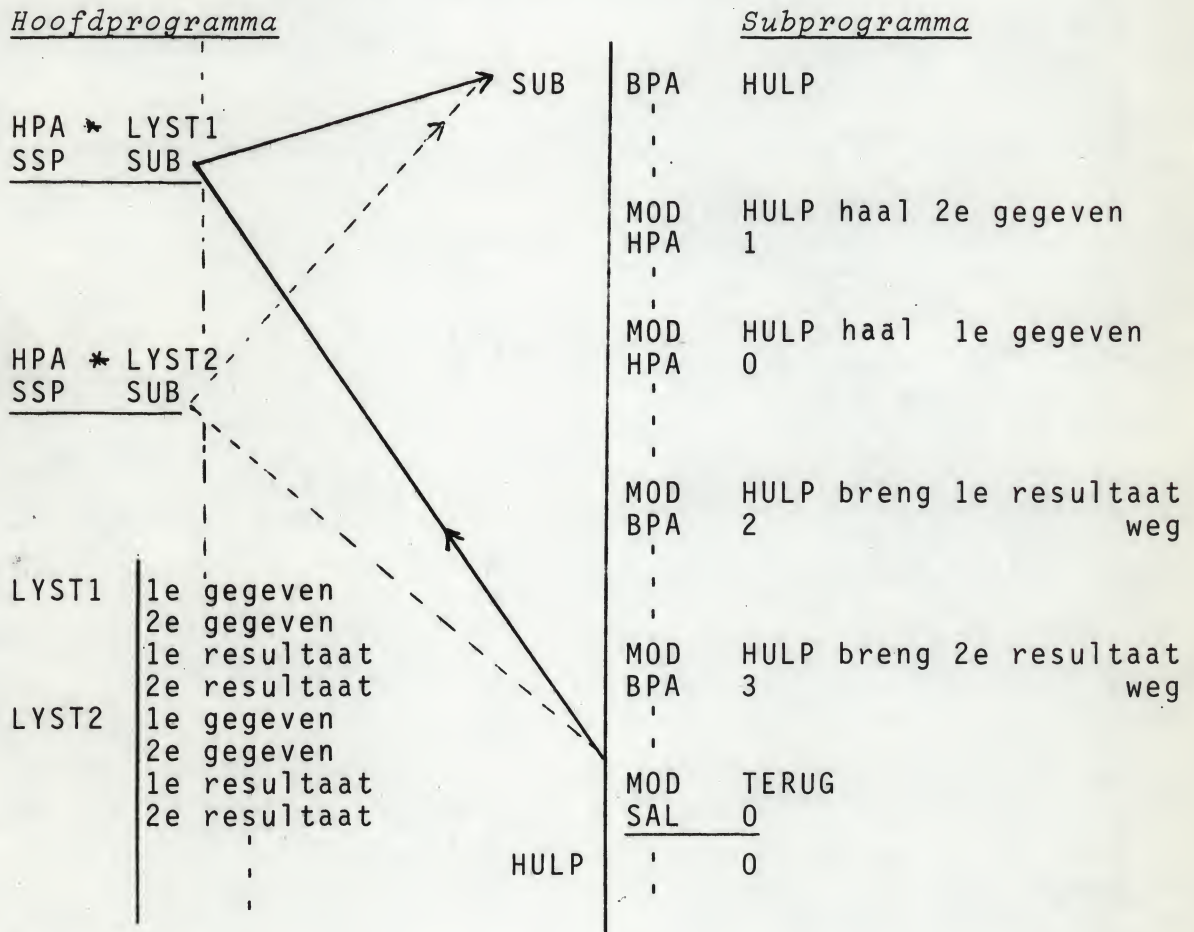 Hoofdprogramma
HPA * LYST1
SSP SUB
HPA * LYST2
SSP SUB
LYST1 1e gegeven
2e gegeven
1e resultaat
2e resultaat
LYST2 1e gegeven
2e gegeven
1e resultaat
2e resultaat
Subprogramma
SUB BPA HULP
MOD HULP haal 2e gegeven
HPA 1
MOD HULP haal 1e gegeven
HPA 0
MOD HULP breng 1e resultaat
BPA 2 weg
MOD HULP breng 2e resultaat
BPA 3 weg
MOD TERUG
SAL 0
HULP 0